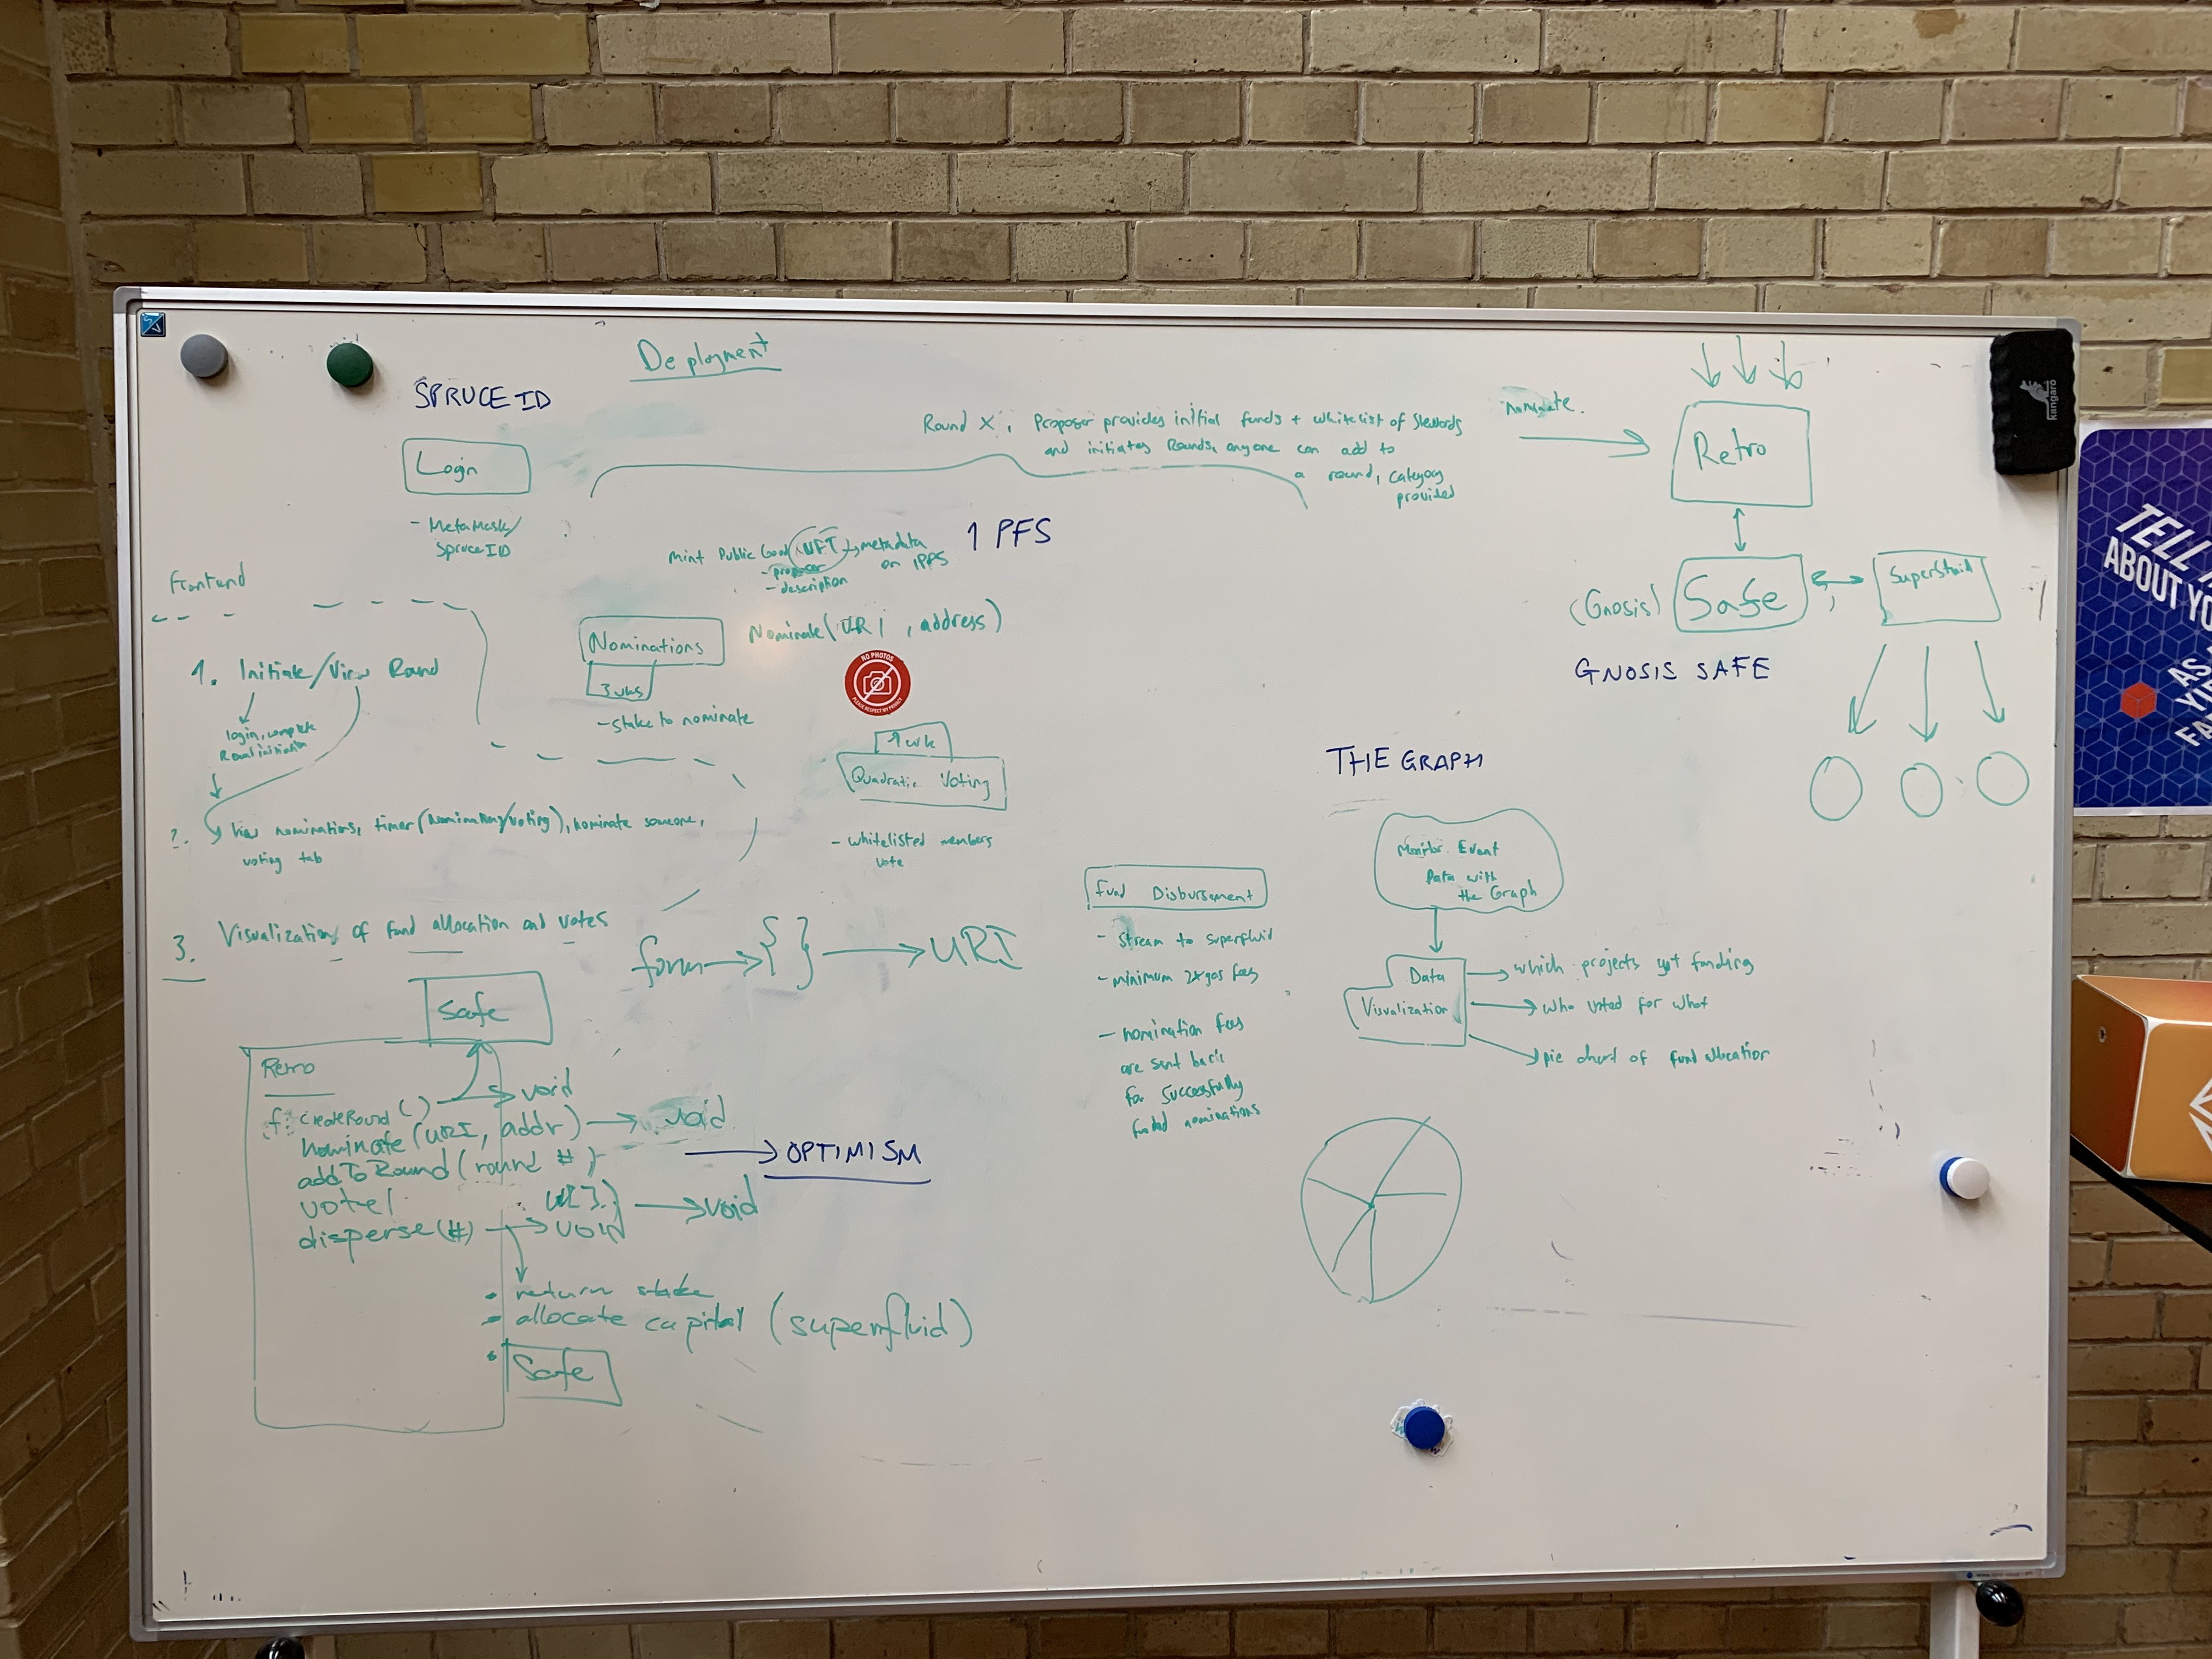 Deployment
SPRUCE ID
Login
- MetaMask/
SpruceID
Round X, Proposer provides initial funds + whitelist of
and initiates Rounds, anyone can add to
a round, category
provided
nominate.
Retro
(Gnosis) Safe
Superfluid
GNOSIS SAFE
Mint Public Good NFT → metadata
on IPFS
- proposer
- description
1 PFS
Frontend
1. Initiate/View Round
login, complete
Round initiation
2. View nominations, timer (nominating/voting), nominate someone,
voting tab
3. Visualization of fund allocation and votes
Nominations
3 wks
- Stake to nominate
Nominate(URI, address)
NO PHOTOS
PLEASE RESPECT MY PRIVACY
1 wk
Quadratic Voting
- whitelisted members
vote
form → { } → URI
Fund Disbursement
- stream to superfluid
- minimum 2x gas fees
- nomination fees
are sent back
for successfully
funded nominations
THE GRAPH
Monitor Event
Data with
the Graph
Data
Visualization
→ which projects got funding
→ who voted for what
→ pie chart of fund allocation
Safe
Retro
f: createRound() → void
nominate(URI, addr) → void
addToRound(round #)
→ OPTIMISM
vote( u[].) → void
disperse(#) → void
• return stake
• allocate capital (superfluid)
• Safe
kangaro
TELL
ABOUT YO